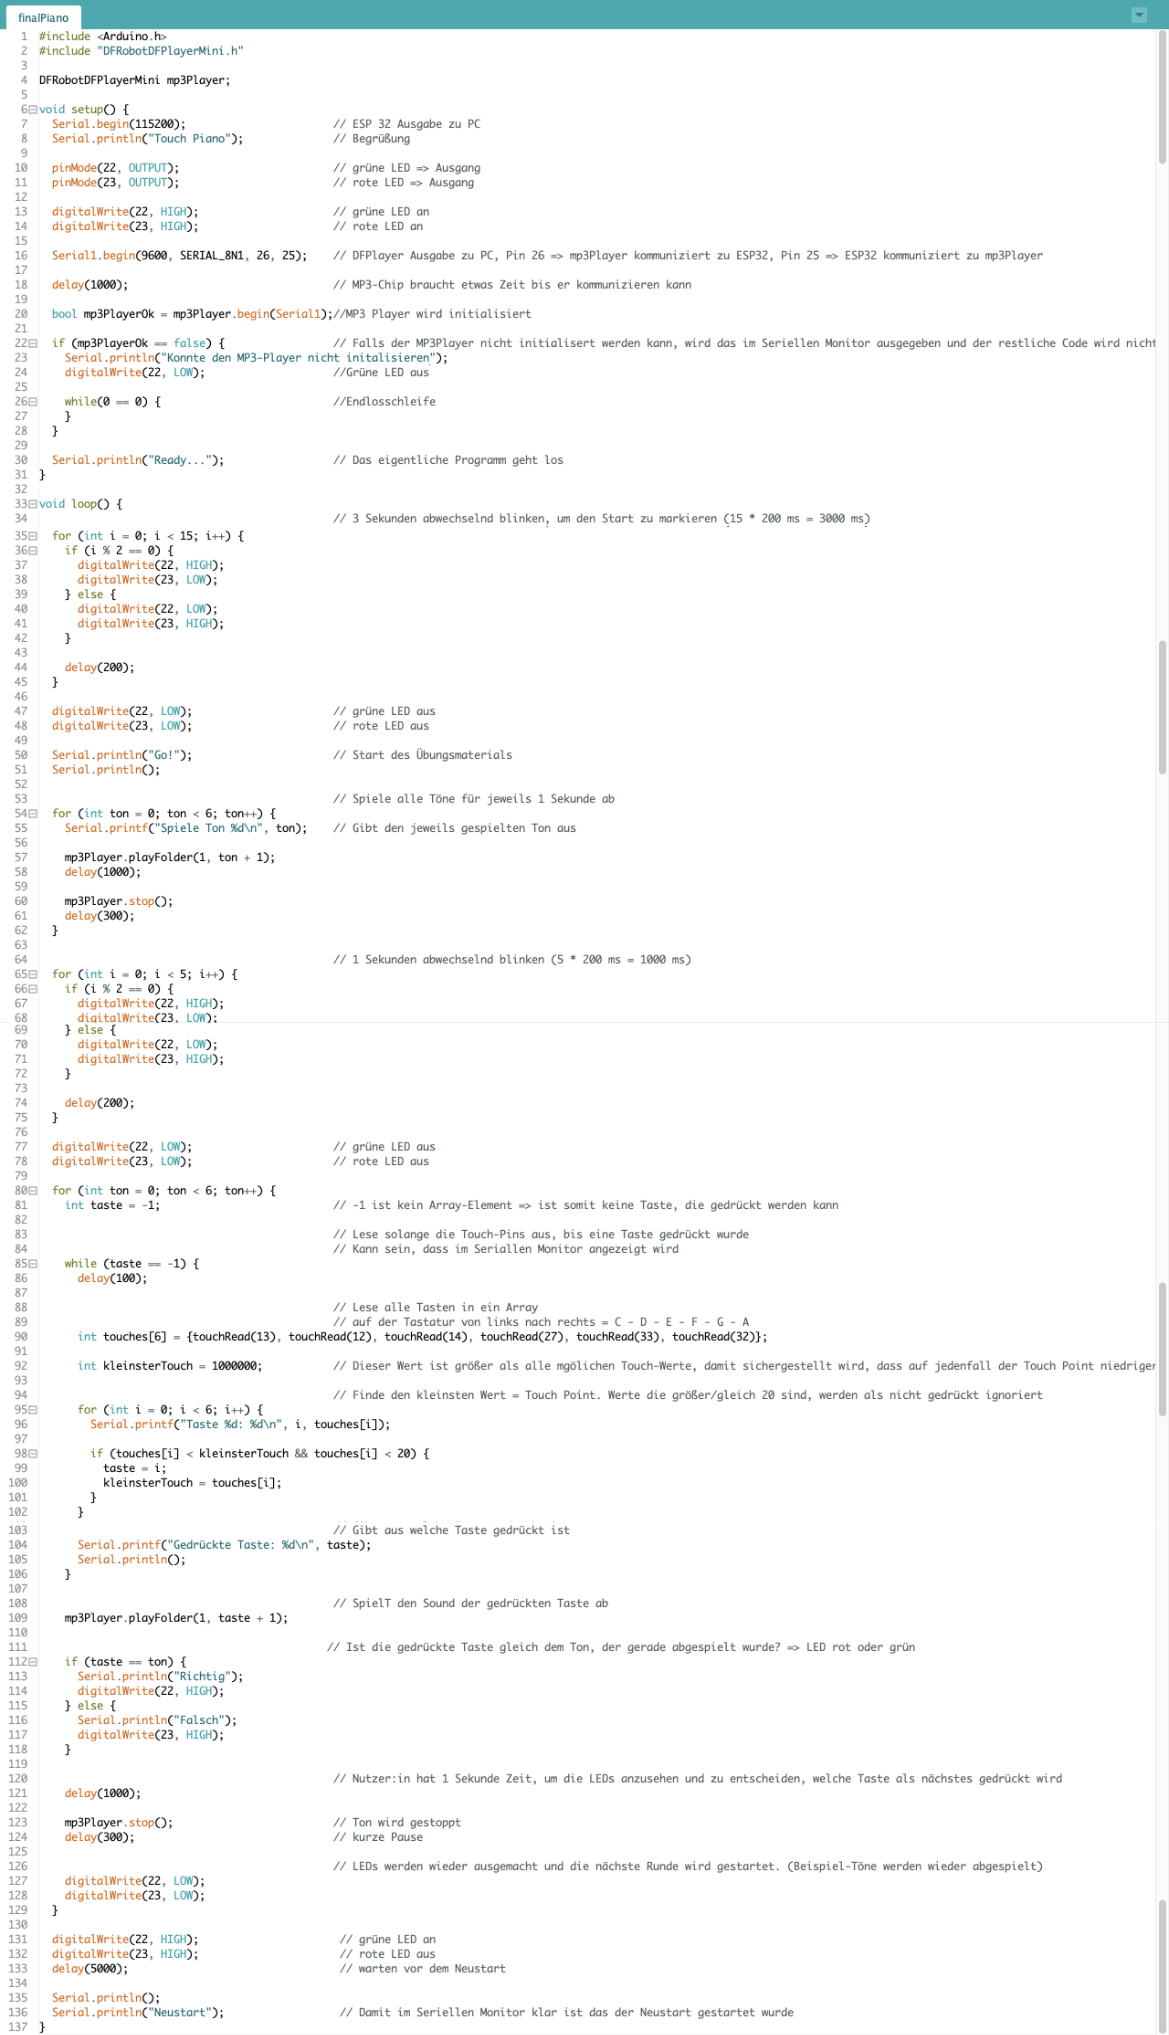 finalPiano
1 #include <Arduino.h>
2 #include "DFRobotDFPlayerMini.h"
3
4 DFRobotDFPlayerMini mp3Player;
5
6 void setup() {
7 Serial.begin(115200); // ESP 32 Ausgabe zu PC
8 Serial.println("Touch Piano"); // Begrüßung
9
10 pinMode(22, OUTPUT); // grüne LED => Ausgang
11 pinMode(23, OUTPUT); // rote LED => Ausgang
12
13 digitalWrite(22, HIGH); // grüne LED an
14 digitalWrite(23, HIGH); // rote LED an
15
16 Serial1.begin(9600, SERIAL_8N1, 26, 25); // DFPlayer Ausgabe zu PC, Pin 26 => mp3Player kommuniziert zu ESP32, Pin 25 => ESP32 kommuniziert zu mp3Player
17
18 delay(1000); // MP3-Chip braucht etwas Zeit bis er kommunizieren kann
19
20 bool mp3PlayerOk = mp3Player.begin(Serial1);//MP3 Player wird initialisiert
21
22 if (mp3PlayerOk == false) { // Falls der MP3Player nicht initialisert werden kann, wird das im Seriellen Monitor ausgegeben und der restliche Code wird nicht
23 Serial.println("Konnte den MP3-Player nicht initalisieren");
24 digitalWrite(22, LOW); //Grüne LED aus
25
26 while(0 == 0) { //Endlosschleife
27 }
28 }
29
30 Serial.println("Ready..."); // Das eigentliche Programm geht los
31 }
32
33 void loop() {
34 // 3 Sekunden abwechselnd blinken, um den Start zu markieren (15 * 200 ms = 3000 ms)
35 for (int i = 0; i < 15; i++) {
36 if (i % 2 == 0) {
37 digitalWrite(22, HIGH);
38 digitalWrite(23, LOW);
39 } else {
40 digitalWrite(22, LOW);
41 digitalWrite(23, HIGH);
42 }
43
44 delay(200);
45 }
46
47 digitalWrite(22, LOW); // grüne LED aus
48 digitalWrite(23, LOW); // rote LED aus
49
50 Serial.println("Go!"); // Start des Übungsmaterials
51 Serial.println();
52
53 // Spiele alle Töne für jeweils 1 Sekunde ab
54 for (int ton = 0; ton < 6; ton++) {
55 Serial.printf("Spiele Ton %d\n", ton); // Gibt den jeweils gespielten Ton aus
56
57 mp3Player.playFolder(1, ton + 1);
58 delay(1000);
59
60 mp3Player.stop();
61 delay(300);
62 }
63
64 // 1 Sekunden abwechselnd blinken (5 * 200 ms = 1000 ms)
65 for (int i = 0; i < 5; i++) {
66 if (i % 2 == 0) {
67 digitalWrite(22, HIGH);
68 digitalWrite(23, LOW);
69 } else {
70 digitalWrite(22, LOW);
71 digitalWrite(23, HIGH);
72 }
73
74 delay(200);
75 }
76
77 digitalWrite(22, LOW); // grüne LED aus
78 digitalWrite(23, LOW); // rote LED aus
79
80 for (int ton = 0; ton < 6; ton++) {
81 int taste = -1; // -1 ist kein Array-Element => ist somit keine Taste, die gedrückt werden kann
82
83 // Lese solange die Touch-Pins aus, bis eine Taste gedrückt wurde
84 // Kann sein, dass im Seriallen Monitor angezeigt wird
85 while (taste == -1) {
86 delay(100);
87
88 // Lese alle Tasten in ein Array
89 // auf der Tastatur von links nach rechts = C - D - E - F - G - A
90 int touches[6] = {touchRead(13), touchRead(12), touchRead(14), touchRead(27), touchRead(33), touchRead(32)};
91
92 int kleinsterTouch = 1000000; // Dieser Wert ist größer als alle mgölichen Touch-Werte, damit sichergestellt wird, dass auf jedenfall der Touch Point niedriger
93
94 // Finde den kleinsten Wert = Touch Point. Werte die größer/gleich 20 sind, werden als nicht gedrückt ignoriert
95 for (int i = 0; i < 6; i++) {
96 Serial.printf("Taste %d: %d\n", i, touches[i]);
97
98 if (touches[i] < kleinsterTouch && touches[i] < 20) {
99 taste = i;
100 kleinsterTouch = touches[i];
101 }
102 }
103 // Gibt aus welche Taste gedrückt ist
104 Serial.printf("Gedrückte Taste: %d\n", taste);
105 Serial.println();
106 }
107
108 // SpielT den Sound der gedrückten Taste ab
109 mp3Player.playFolder(1, taste + 1);
110
111 // Ist die gedrückte Taste gleich dem Ton, der gerade abgespielt wurde? => LED rot oder grün
112 if (taste == ton) {
113 Serial.println("Richtig");
114 digitalWrite(22, HIGH);
115 } else {
116 Serial.println("Falsch");
117 digitalWrite(23, HIGH);
118 }
119
120 // Nutzer:in hat 1 Sekunde Zeit, um die LEDs anzusehen und zu entscheiden, welche Taste als nächstes gedrückt wird
121 delay(1000);
122
123 mp3Player.stop(); // Ton wird gestoppt
124 delay(300); // kurze Pause
125
126 // LEDs werden wieder ausgemacht und die nächste Runde wird gestartet. (Beispiel-Töne werden wieder abgespielt)
127 digitalWrite(22, LOW);
128 digitalWrite(23, LOW);
129 }
130
131 digitalWrite(22, HIGH); // grüne LED an
132 digitalWrite(23, HIGH); // rote LED aus
133 delay(5000); // warten vor dem Neustart
134
135 Serial.println();
136 Serial.println("Neustart"); // Damit im Seriellen Monitor klar ist das der Neustart gestartet wurde
137 }